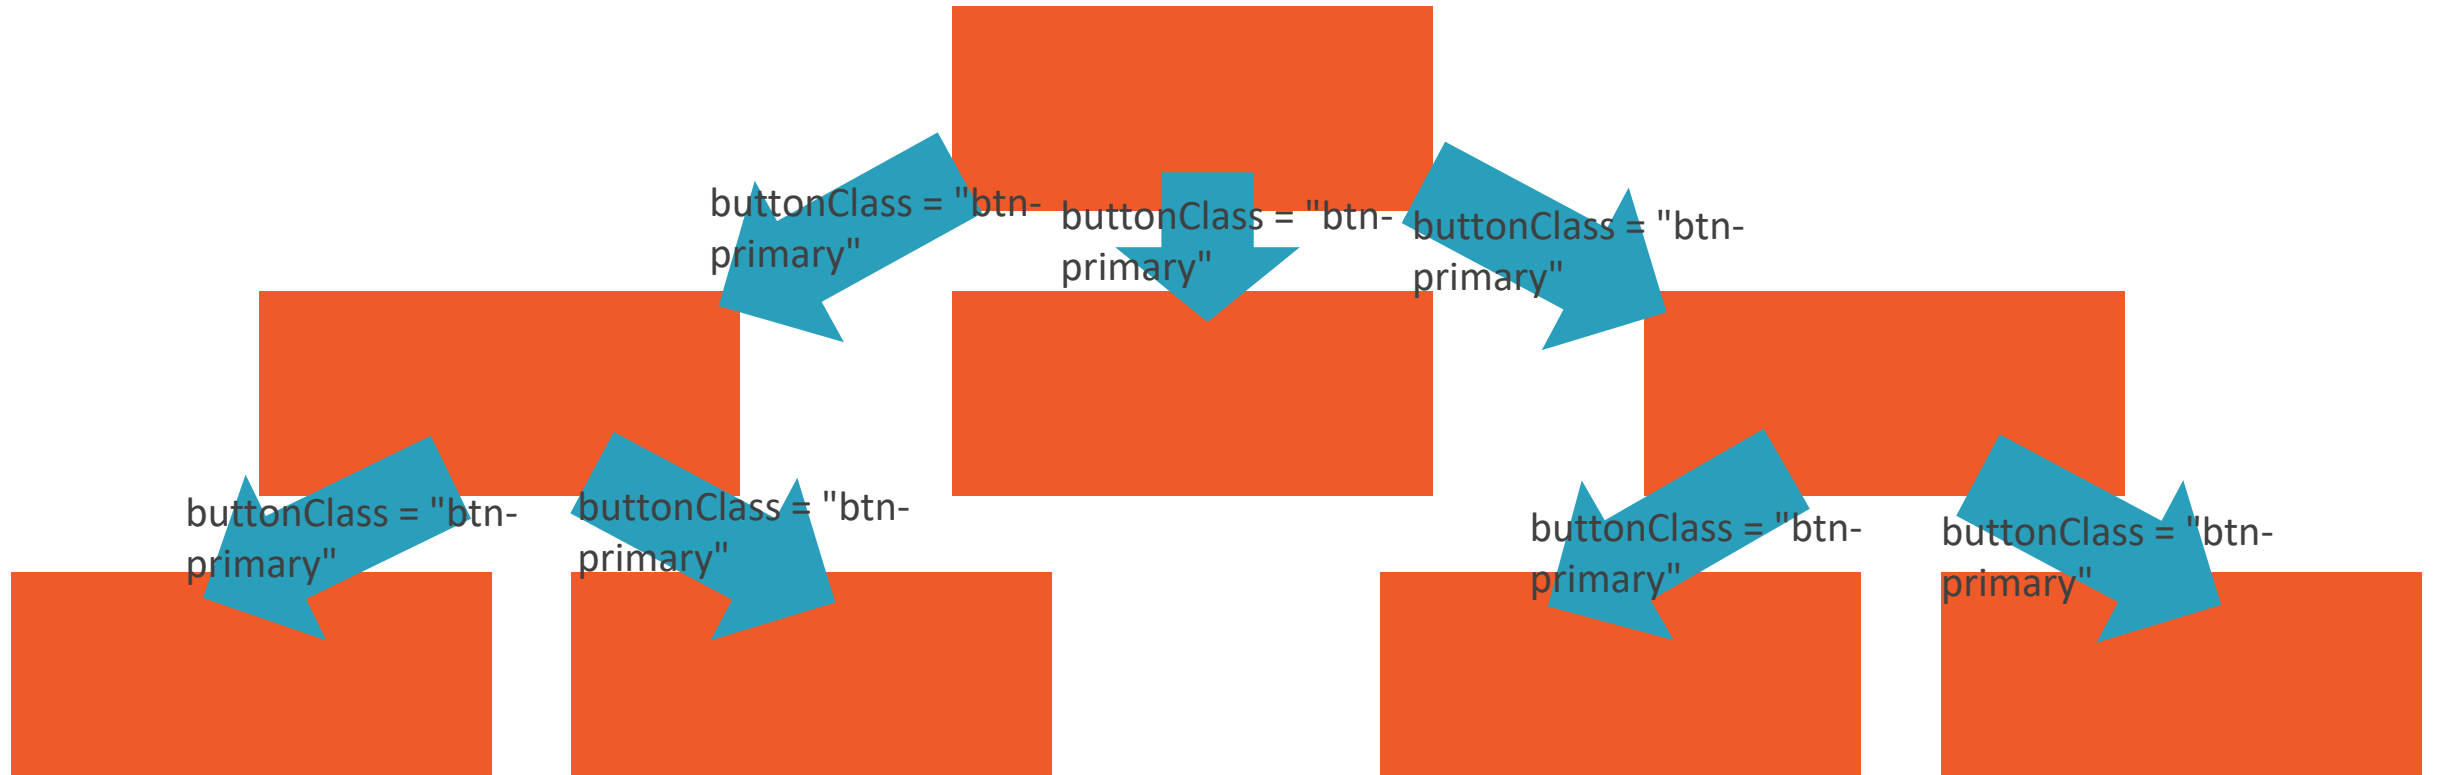 buttonClass = "btn-
primary"
buttonClass = "btn-
primary"
buttonClass = "btn-
primary"
buttonClass = "btn-
primary"
buttonClass = "btn-
primary"
buttonClass = "btn-
primary"
buttonClass = "btn-
primary"